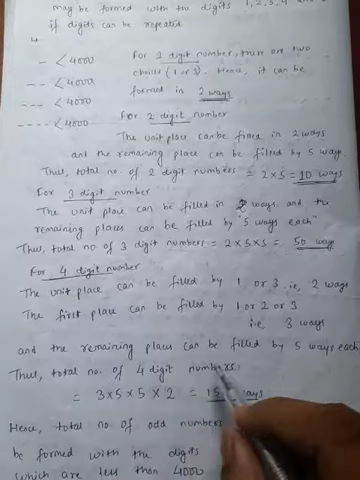 may be formed with the digits 1, 2, 3, 4 and
if digits can be repeated
- < 4000 For 1 digit number, there are two
-- < 4000 choices (1 or 3). Hence, it can be
--- < 4000 formed in 2 ways
---- < 4000 For 2 digit number
The unit place can be filled in 2 ways
and the remaining place can be filled by 5 ways
Thus, total no. of 2 digit numbers = 2 × 5 = 10 ways
For 3 digit number
The unit place can be filled in 2 ways and the
remaining places can be filled by "5 ways each"
Thus, total no of 3 digit numbers = 2 × 5 × 5 = 50 ways
For 4 digit number
The unit place can be filled by 1 or 3 i.e, 2 ways
The first place can be filled by 1 or 2 or 3
i.e, 3 ways
and the remaining places can be filled by 5 ways each
Thus, total no. of 4 digit numbers:
= 3 × 5 × 5 × 2 = ways
Hence, total no. of odd numbers
be formed with the digits
which are less than 4000